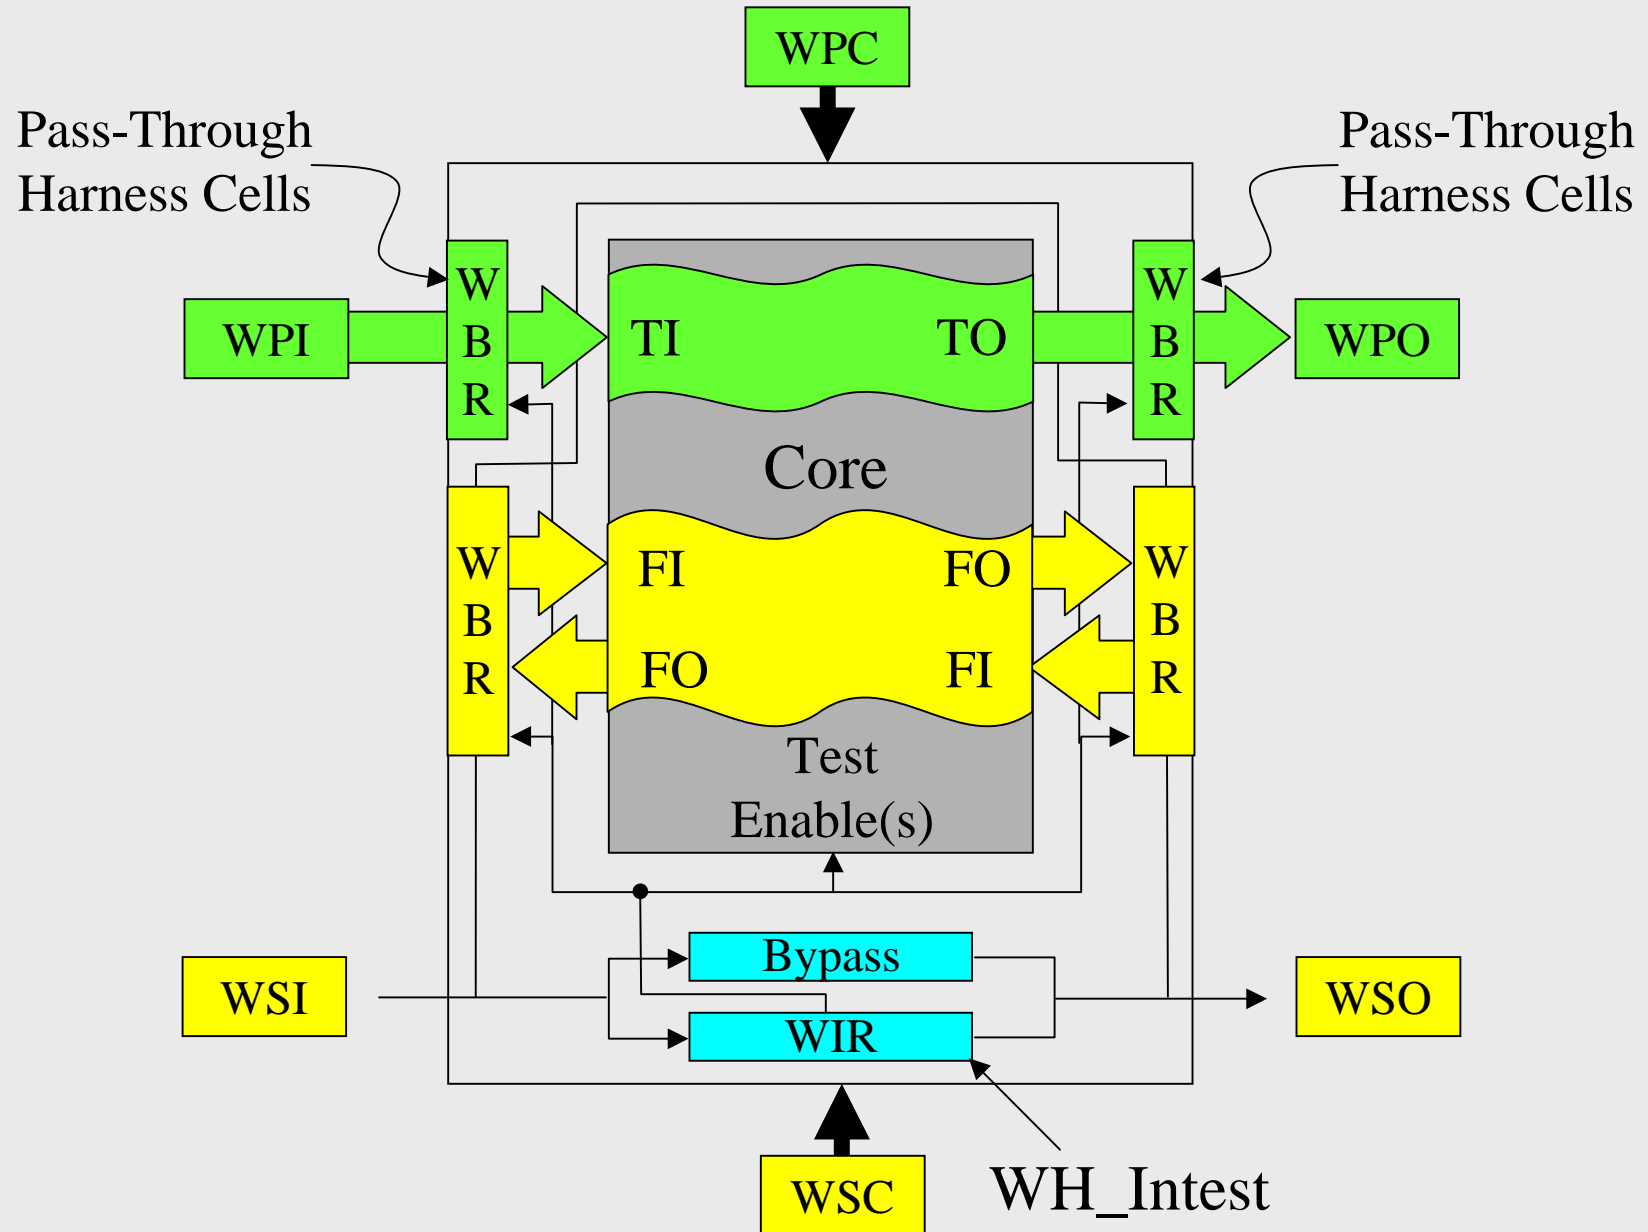 WPC
Pass-Through
Harness Cells
Pass-Through
Harness Cells
W
B
R
W
B
R
WPI
TI
TO
WPO
Core
W
B
R
FI
FO
W
B
R
FO
FI
Test
Enable(s)
Bypass
WSI
WSO
WIR
WSC
WH_Intest